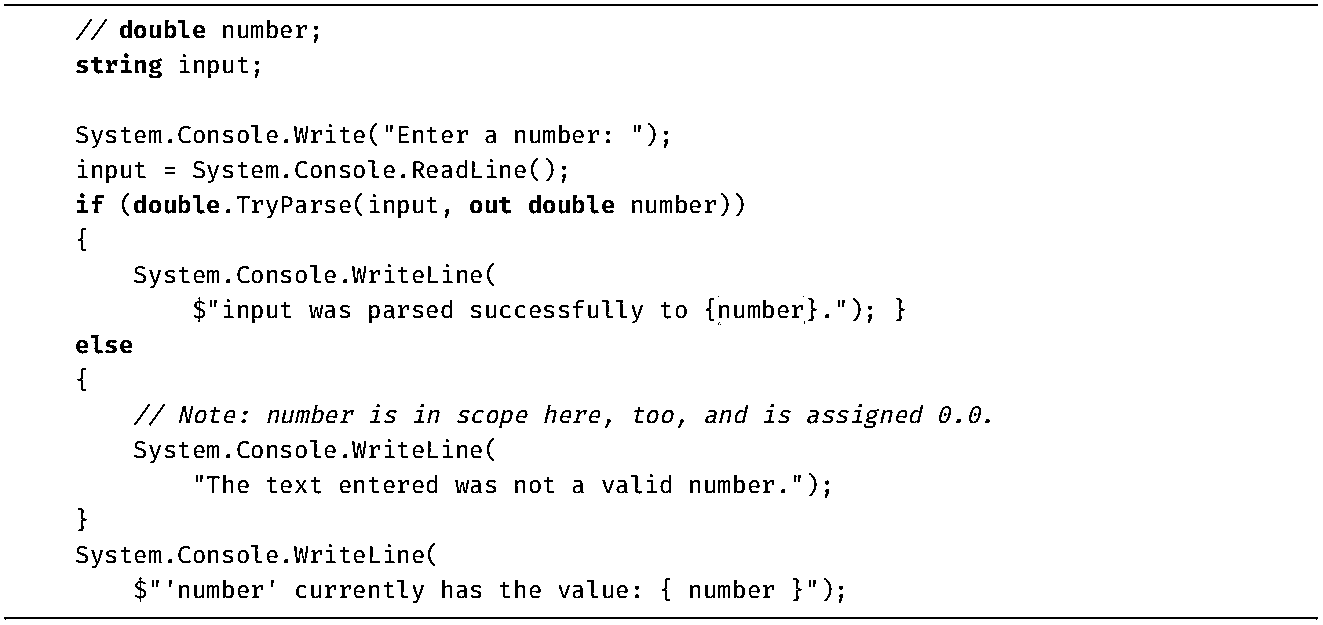 // double number;
string input;

System.Console.Write("Enter a number: ");
input = System.Console.ReadLine();
if (double.TryParse(input, out double number))
{
    System.Console.WriteLine(
        $"input was parsed successfully to {number}."); }
else
{
    // Note: number is in scope here, too, and is assigned 0.0.
    System.Console.WriteLine(
        "The text entered was not a valid number.");
}
System.Console.WriteLine(
    $"'number' currently has the value: { number }");